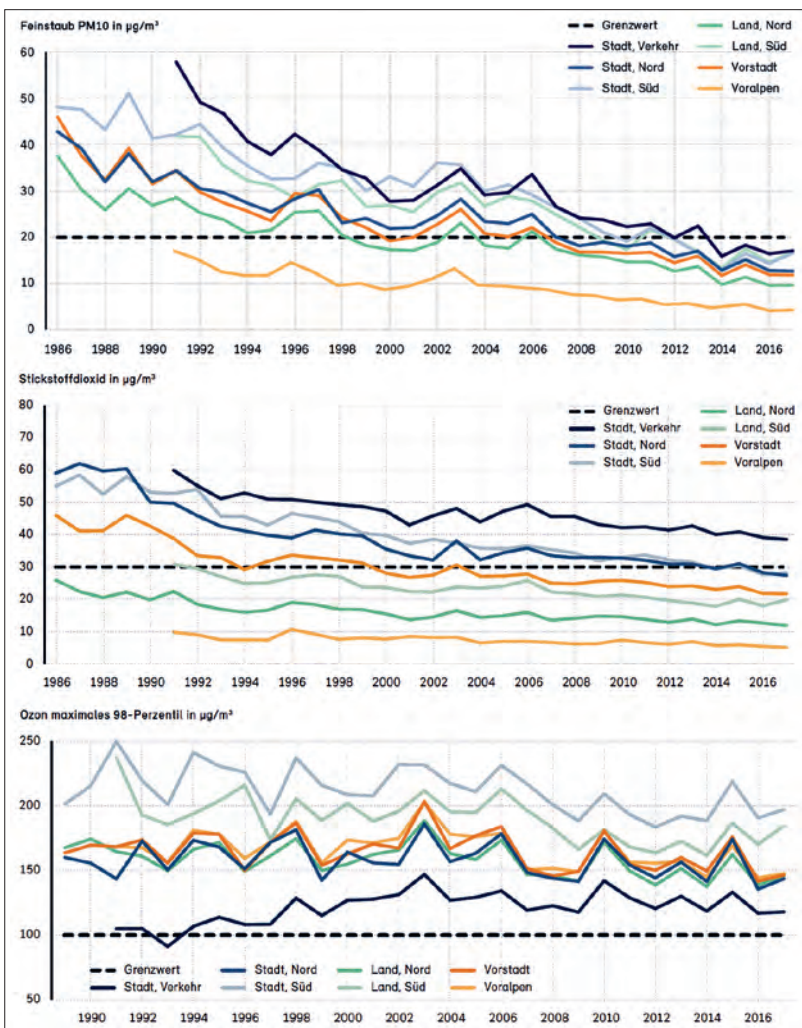 Feinstaub PM10 in µg/m³
Grenzwert
Stadt, Verkehr
Stadt, Nord
Stadt, Süd
Land, Nord
Land, Süd
Vorstadt
Voralpen
60
50
40
30
20
10
0
1986 1988 1990 1992 1994 1996 1998 2000 2002 2004 2006 2008 2010 2012 2014 2016
Stickstoffdioxid in µg/m³
Grenzwert
Stadt, Verkehr
Stadt, Nord
Stadt, Süd
Land, Nord
Land, Süd
Vorstadt
Voralpen
80
70
60
50
40
30
20
10
0
1986 1988 1990 1992 1994 1996 1998 2000 2002 2004 2006 2008 2010 2012 2014 2016
Ozon maximales 98-Perzentil in µg/m³
250
200
150
100
50
Grenzwert
Stadt, Verkehr
Stadt, Nord
Stadt, Süd
Land, Nord
Land, Süd
Vorstadt
Voralpen
1990 1992 1994 1996 1998 2000 2002 2004 2006 2008 2010 2012 2014 2016